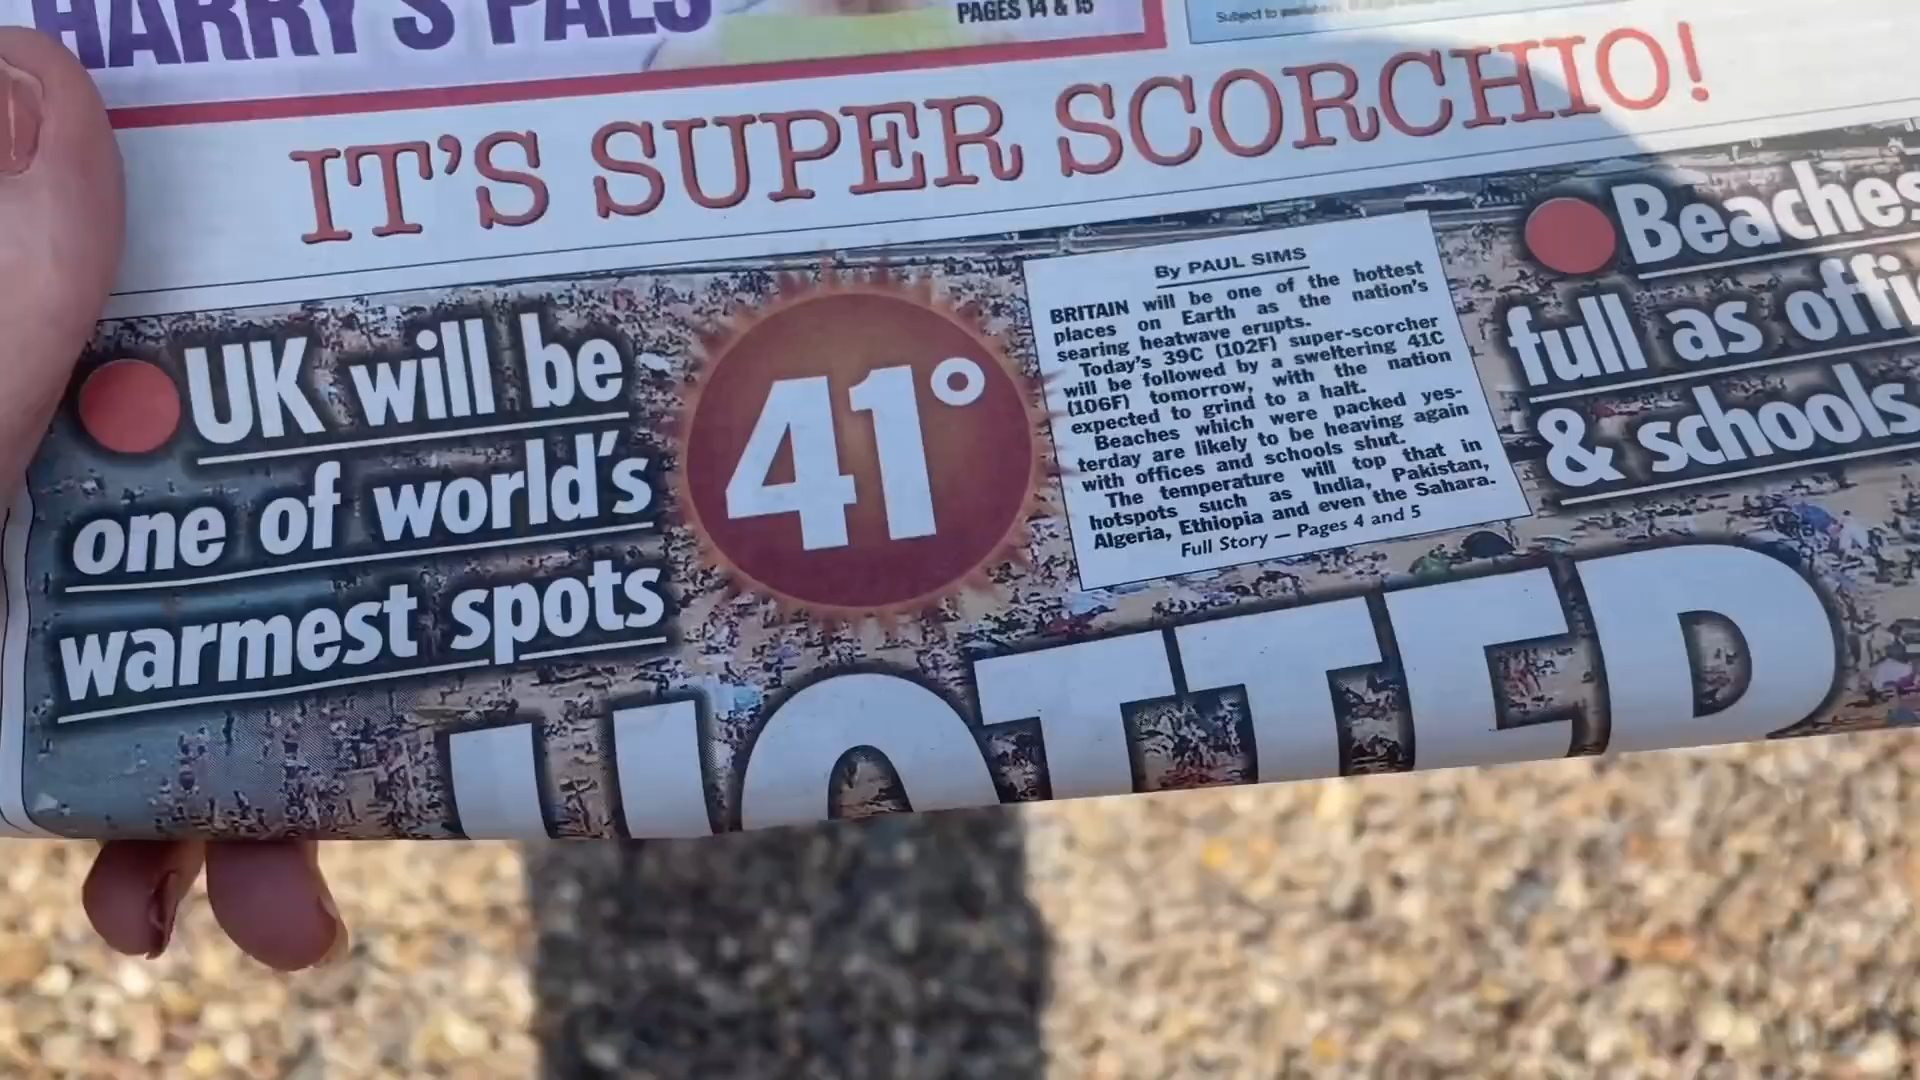 HARRY'S PALS
PAGES 14 & 15
Subject to
IT'S SUPER SCORCHIO!
UK will be
one of world's
warmest spots
41°
By PAUL SIMS
BRITAIN will be one of the hottest
places on Earth as the nation's
searing heatwave erupts.
Today's 39C (102F) super-scorcher
will be followed by a sweltering 41C
(106F) tomorrow, with the nation
expected to grind to a halt.
Beaches which were packed yes-
terday are likely to be heaving again
with offices and schools shut.
The temperature will top that in
hotspots such as India, Pakistan,
Algeria, Ethiopia and even the Sahara.
Full Story — Pages 4 and 5
Beaches
full as offi
& schools
HOTTER